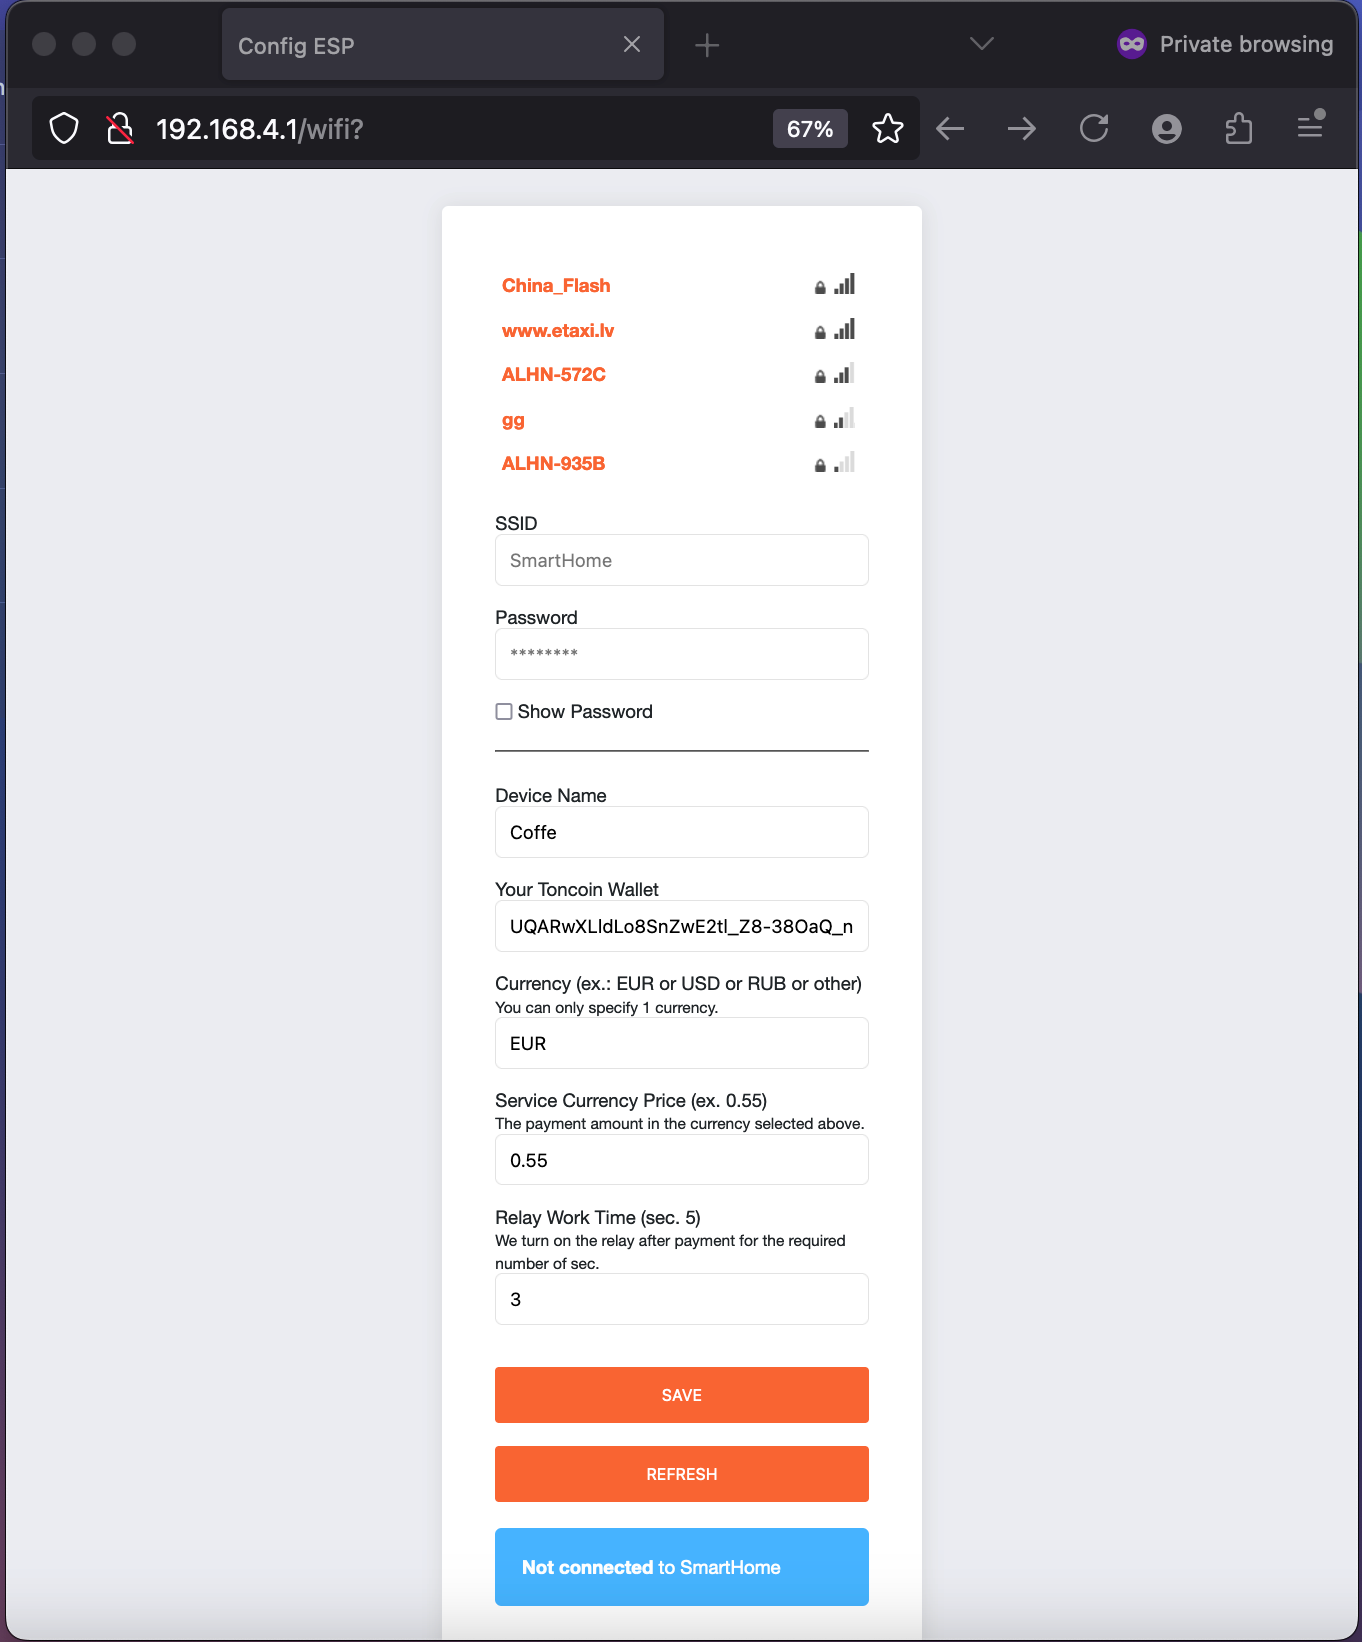 Config ESP
Private browsing
192.168.4.1/wifi?
67%
China_Flash
www.etaxi.lv
ALHN-572C
gg
ALHN-935B
SSID
SmartHome
Password
********
Show Password
Device Name
Coffe
Your Toncoin Wallet
UQARwXLldLo8SnZwE2tl_Z8-38OaQ_n
Currency (ex.: EUR or USD or RUB or other)
You can only specify 1 currency.
EUR
Service Currency Price (ex. 0.55)
The payment amount in the currency selected above.
0.55
Relay Work Time (sec. 5)
We turn on the relay after payment for the required
number of sec.
3
SAVE
REFRESH
Not connected to SmartHome